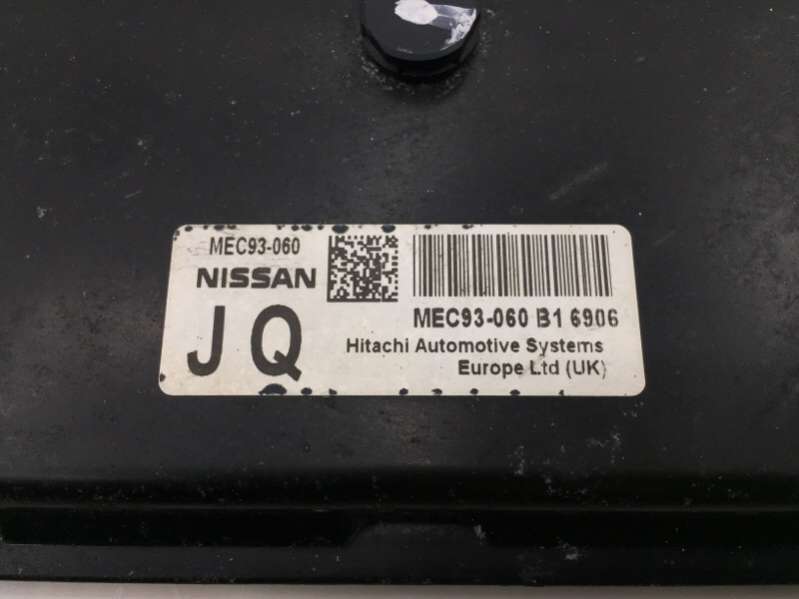 MEC93-060
NISSAN
JQ
MEC93-060 B1 6906
Hitachi Automotive Systems
Europe Ltd (UK)